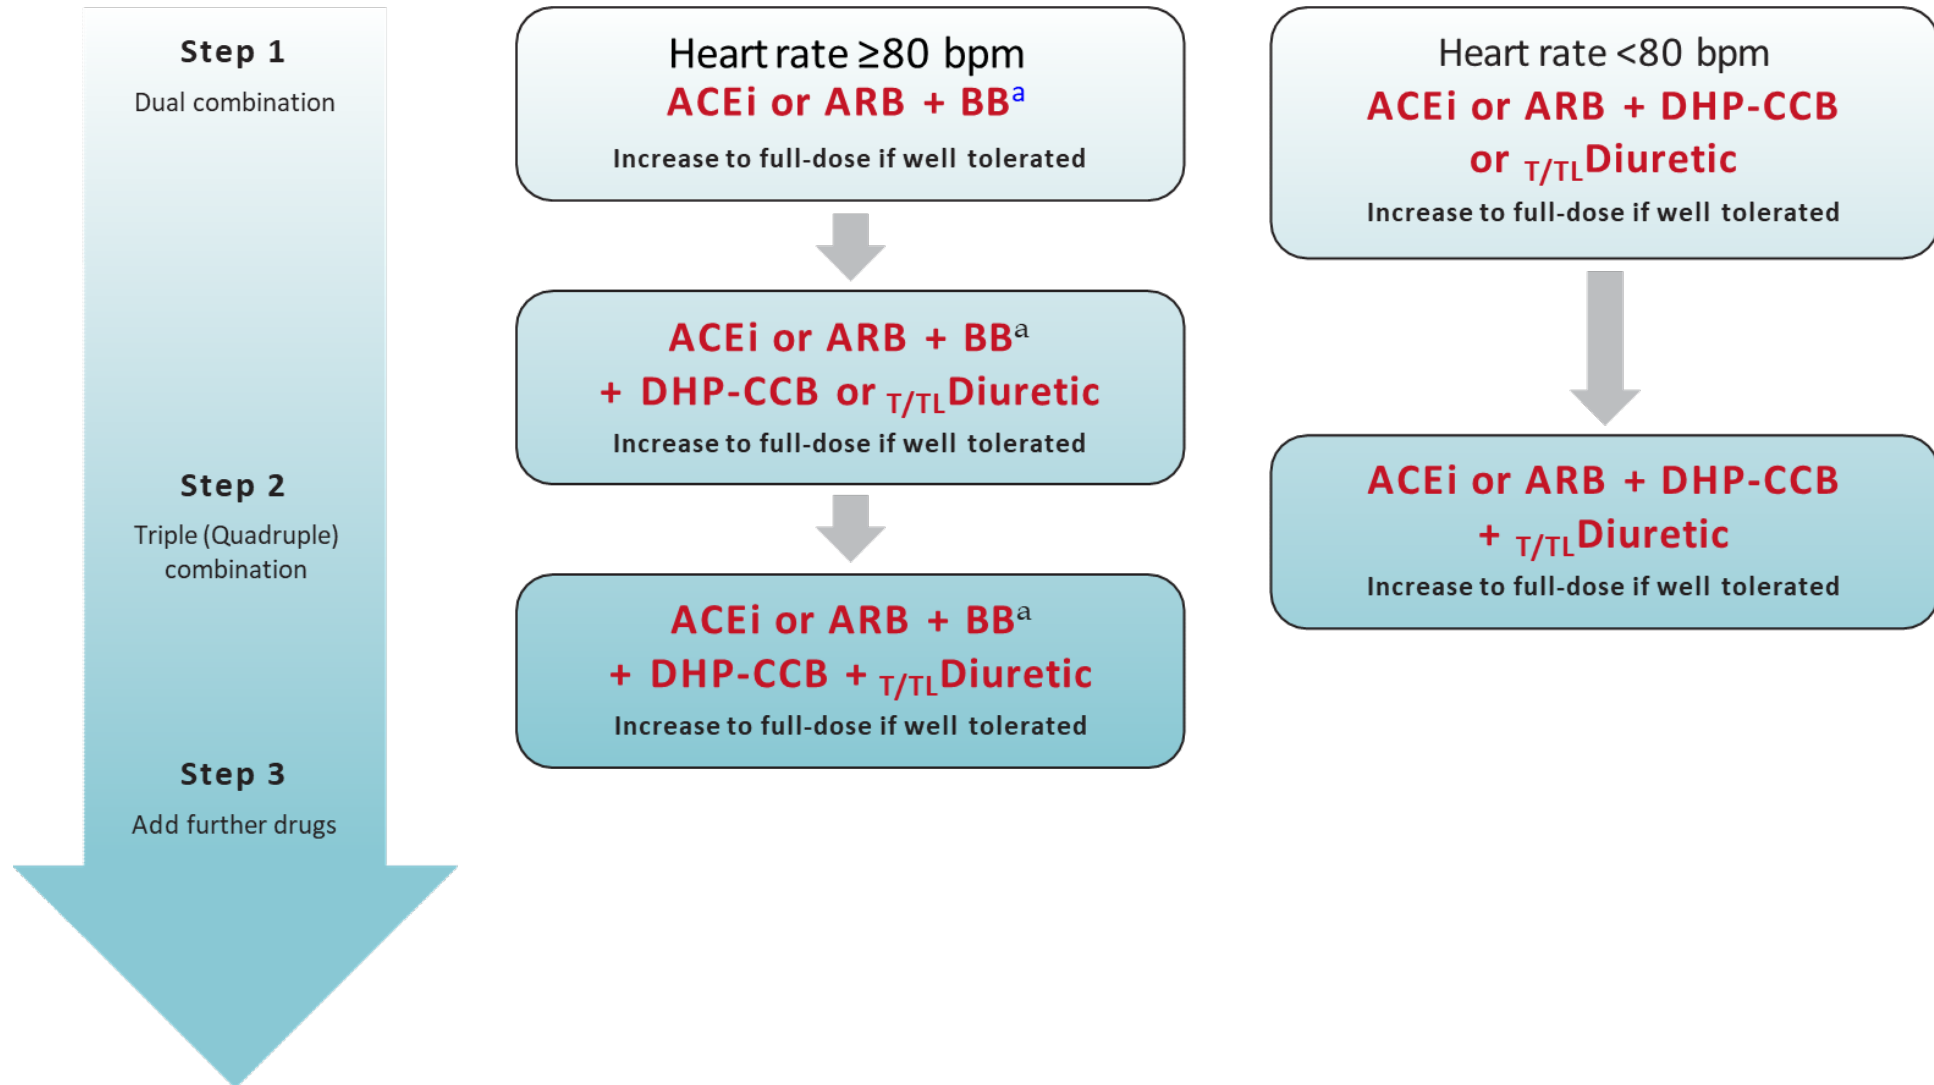 Step 1
Dual combination
Step 2
Triple (Quadruple)
combination
Step 3
Add further drugs
Heart rate ≥80 bpm
ACEi or ARB + BBa
Increase to full-dose if well tolerated
ACEi or ARB + BBa
+ DHP-CCB or T/TLDiuretic
Increase to full-dose if well tolerated
ACEi or ARB + BBa
+ DHP-CCB + T/TLDiuretic
Increase to full-dose if well tolerated
Heart rate <80 bpm
ACEi or ARB + DHP-CCB
or T/TLDiuretic
Increase to full-dose if well tolerated
ACEi or ARB + DHP-CCB
+ T/TLDiuretic
Increase to full-dose if well tolerated